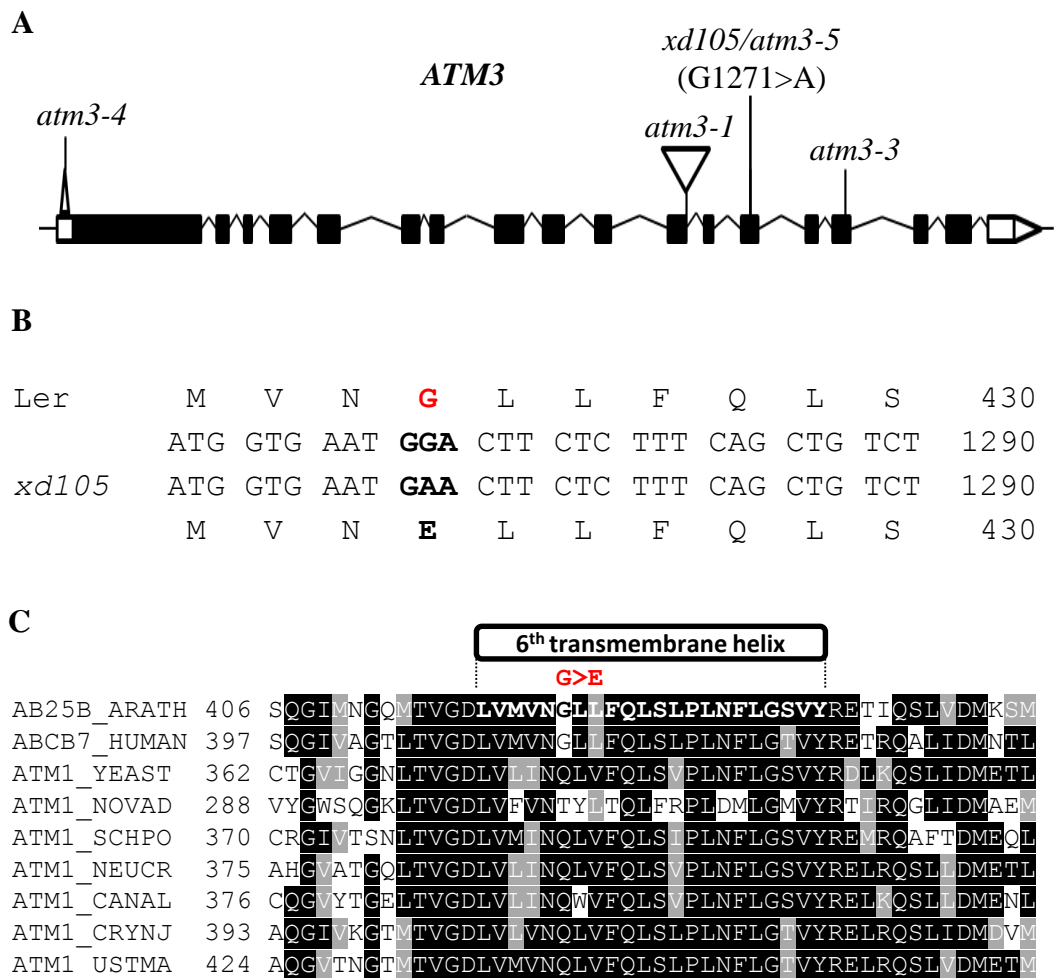 A
xd105/atm3-5
(G1271>A)
ATM3
atm3-4
atm3-1
atm3-3
B
Ler M V N G L L F Q L S 430
ATG GTG AAT GGA CTT CTC TTT CAG CTG TCT 1290
xd105 ATG GTG AAT GAA CTT CTC TTT CAG CTG TCT 1290
M V N E L L F Q L S 430
C
6th transmembrane helix
G>E
AB25B_ARATH 406 SQGIMNGQMTVGDLVMVNGLLFQLSLPLNFLGSVYRETIQSLVDMKSM
ABCB7_HUMAN 397 SQGIVAGTLTVGDLVMVNGLLFQLSLPLNFLGTVYRETRQALIDMNTL
ATM1_YEAST 362 CTGVIGGNLTVGDLVLINQLVFQLSVPLNFLGSVYRDLKQSLIDMETL
ATM1_NOVAD 288 VYGWSQGKLTVGDLVFVNTYLTQLFRPLDMLGMVYRTIRQGLIDMAEM
ATM1_SCHPO 370 CRGIVTSNLTVGDLVMINQLVFQLSIPLNFLGSVYREMRQAFTDMEQL
ATM1_NEUCR 375 AHGVATGQLTVGDLVLINQLVFQLSVPLNFLGSVYRELRQSLLDMETL
ATM1_CANAL 376 CQGVYTGELTVGDLVLINQWVFQLSVPLNFLGSVYRELKQSLLDMENL
ATM1_CRYNJ 393 AQGIVKGTMTVGDLVLVNQLVFQLSLPLNFLGTVYRELRQSLIDMDVM
ATM1_USTMA 424 AQGVTNGTMTVGDLVMVNQLVFQLSLPLNFLGTVYRELRQSLIDMETM